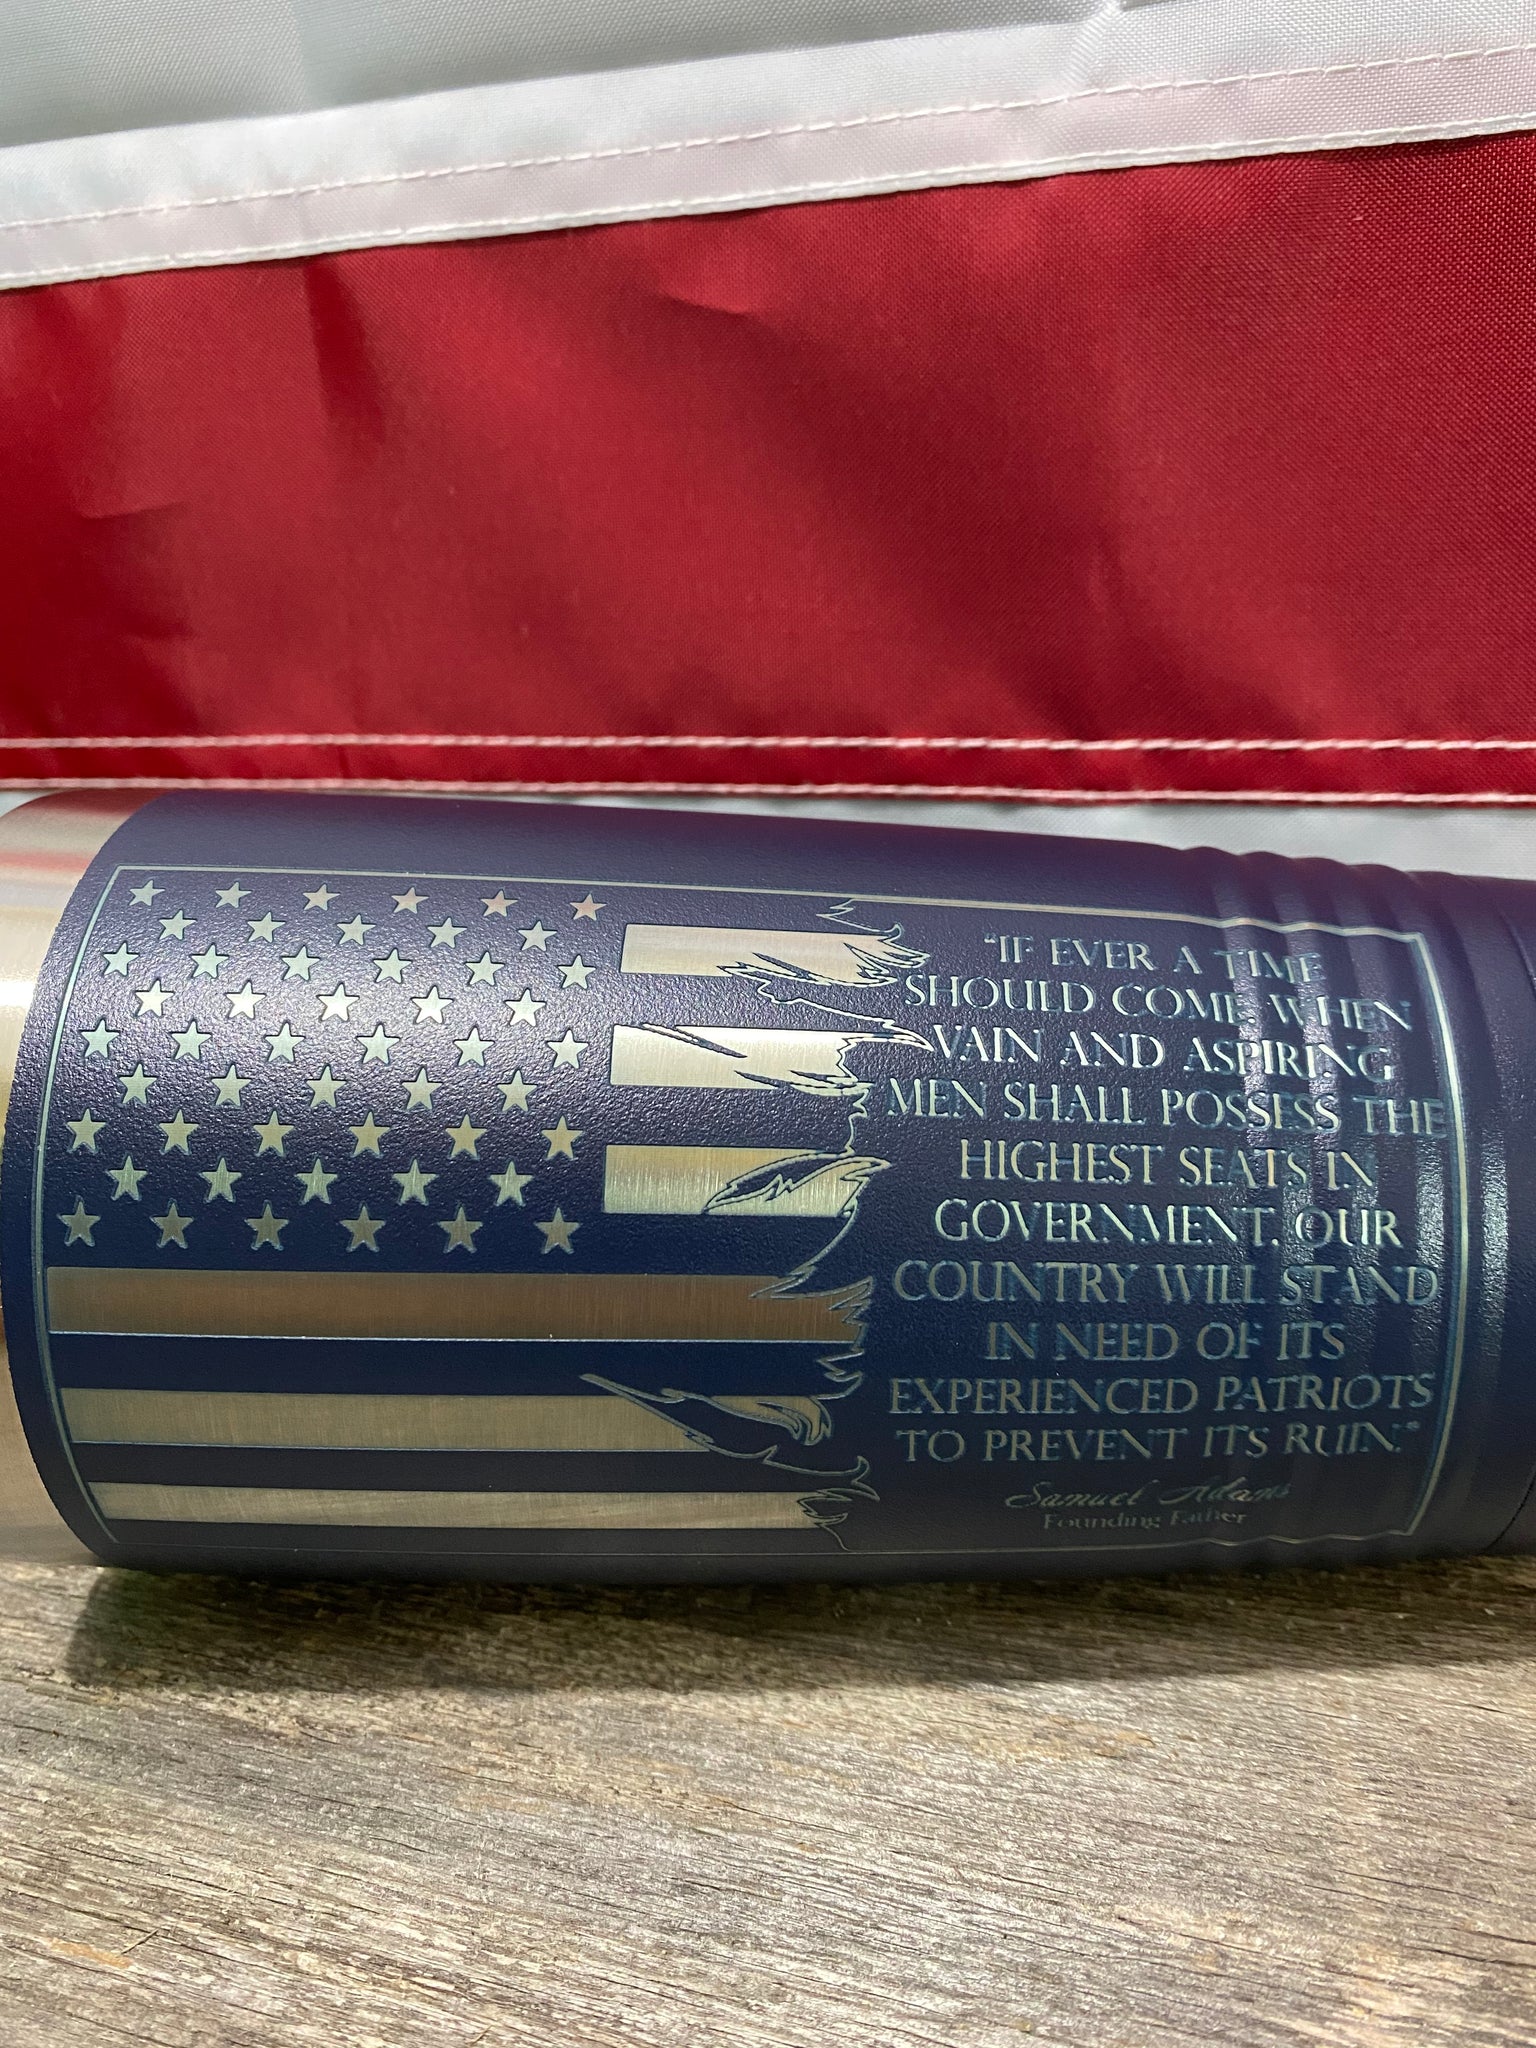 “IF EVER A TIME
SHOULD COME, WHEN
VAIN AND ASPIRING
MEN SHALL POSSESS THE
HIGHEST SEATS IN
GOVERNMENT, OUR
COUNTRY WILL STAND
IN NEED OF ITS
EXPERIENCED PATRIOTS
TO PREVENT ITS RUIN.”
Samuel Adams
Founding Father